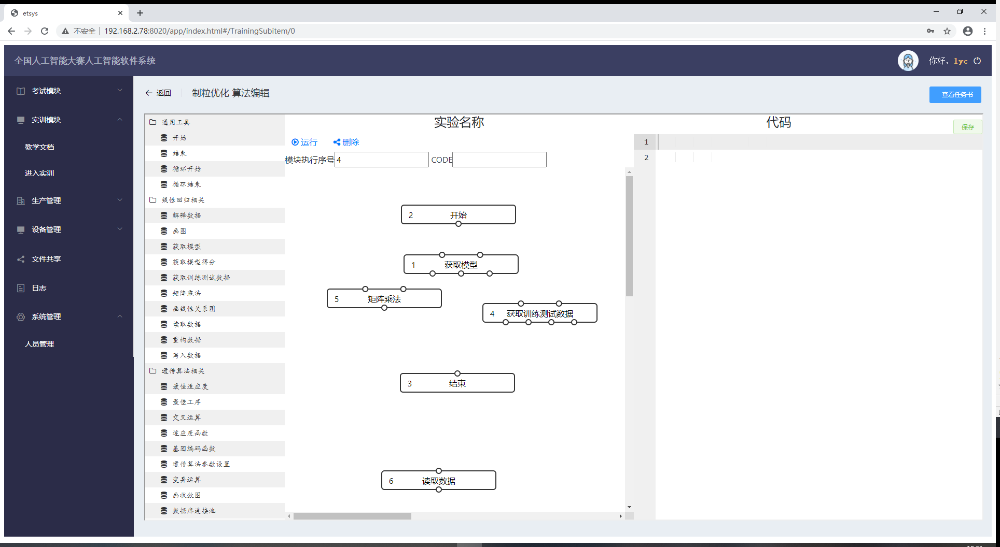 etsys
不安全
192.168.2.78:8020/app/index.html#/TrainingSubitem/0
全国人工智能大赛人工智能软件系统
你好，lyc
考试模块
实训模块
教学文档
进入实训
生产管理
设备管理
文件共享
日志
系统管理
人员管理
返回
制粒优化 算法编辑
查看任务书
通用工具
开始
结束
循环开始
循环结束
线性回归相关
解释数据
画图
获取模型
获取模型得分
获取训练测试数据
矩阵乘法
画线性关系图
读取数据
重构数据
写入数据
遗传算法相关
最佳适应度
最佳工序
交叉运算
适应度函数
基因编码函数
遗传算法参数设置
变异运算
画收敛图
数据库连接池
实验名称
运行 删除
模块执行序号 4 CODE
2 开始
1 获取模型
5 矩阵乘法
4 获取训练测试数据
3 结束
6 读取数据
代码
保存
1
2